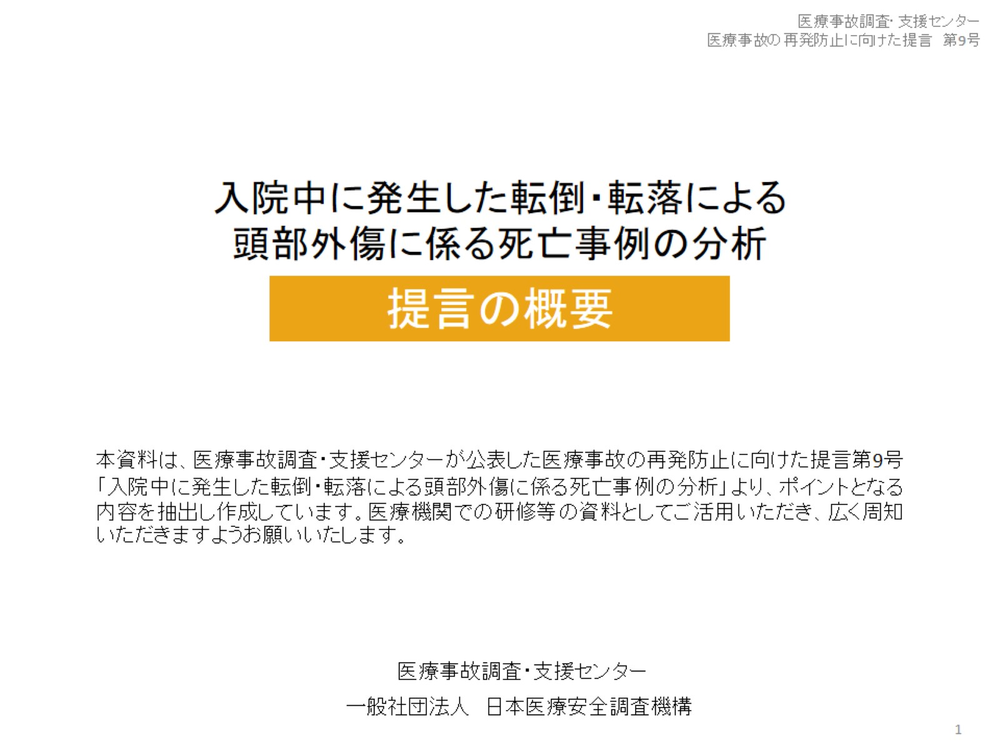 医療事故調査・支援センター
医療事故の再発防止に向けた提言　第9号
入院中に発生した転倒・転落による
頭部外傷に係る死亡事例の分析
提言の概要
本資料は、医療事故調査・支援センターが公表した医療事故の再発防止に向けた提言第9号
「入院中に発生した転倒・転落による頭部外傷に係る死亡事例の分析」より、ポイントとなる
内容を抽出し作成しています。医療機関での研修等の資料としてご活用いただき、広く周知
いただきますようお願いいたします。
医療事故調査・支援センター
一般社団法人　日本医療安全調査機構
1